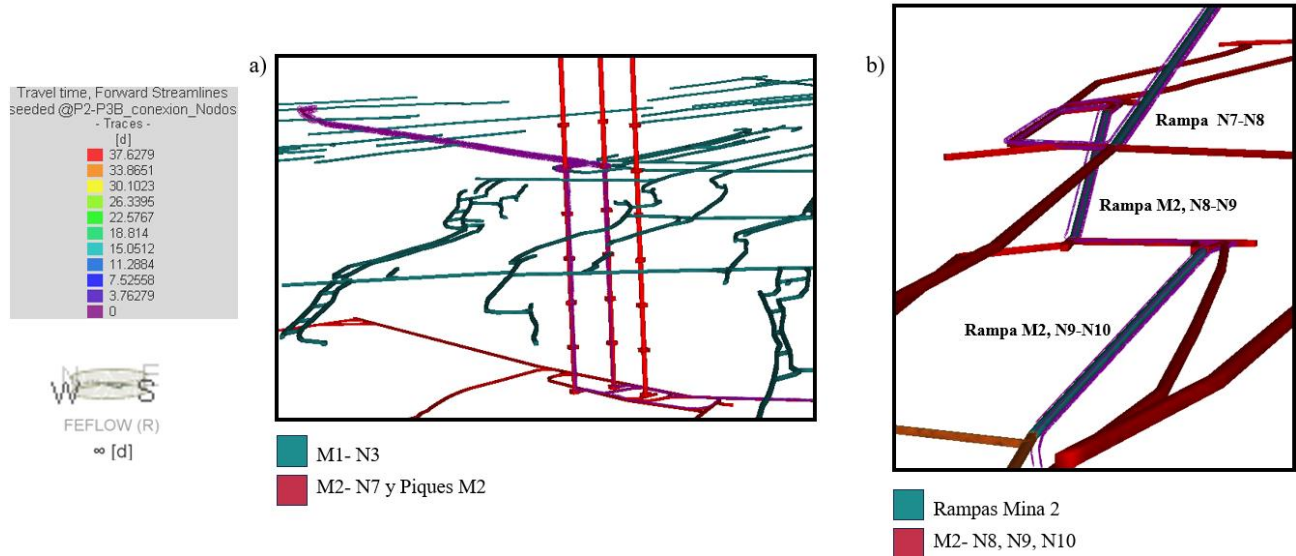 Travel time, Forward Streamlines
seeded @P2-P3B_conexion_Nodos
- Traces -
[d]
37.6279
33.8651
30.1023
26.3395
22.5767
18.814
15.0512
11.2884
7.52558
3.76279
0
N E
W S
FEFLOW (R)
∞ [d]
a)
M1- N3
M2- N7 y Piques M2
b)
Rampa N7-N8
Rampa M2, N8-N9
Rampa M2, N9-N10
Rampas Mina 2
M2- N8, N9, N10